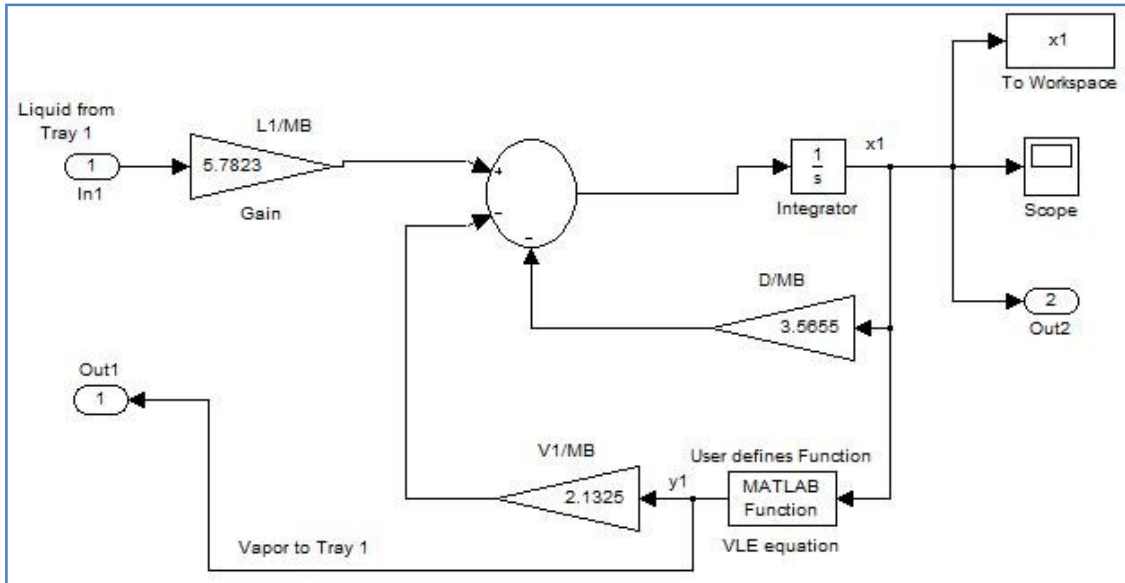 x1
To Workspace
Liquid from
Tray 1
L1/MB
1
In1
5.7823
Gain
+
-
-
1
s
Integrator
x1
Scope
D/MB
3.5655
2
Out2
Out1
1
V1/MB
2.1325
y1
User defines Function
MATLAB
Function
VLE equation
Vapor to Tray 1